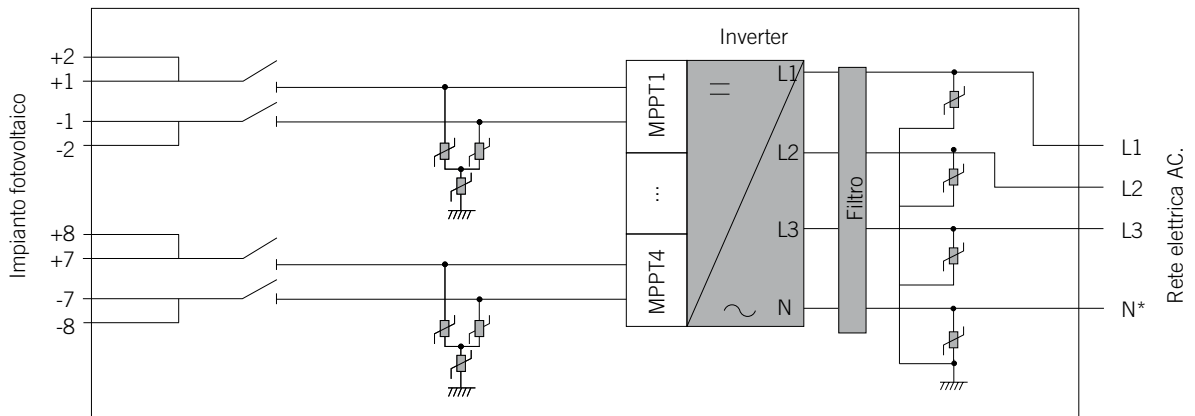 Impianto fotovoltaico
+2
+1
-1
-2
+8
+7
-7
-8
Inverter
MPPT1
...
MPPT4
L1
L2
L3
N
Filtro
L1
L2
L3
N*
Rete elettrica AC.